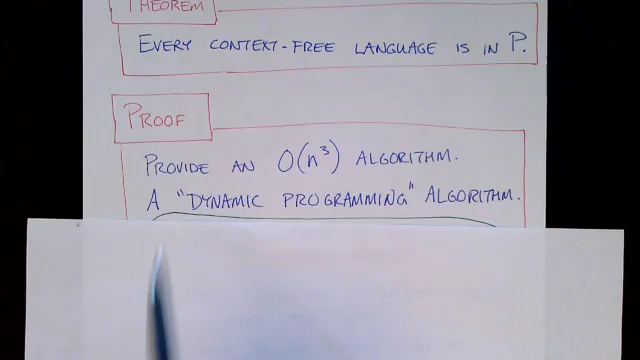 THEOREM
EVERY CONTEXT-FREE LANGUAGE IS IN P.
PROOF
PROVIDE AN O(n³) ALGORITHM.
A "DYNAMIC PROGRAMMING" ALGORITHM.